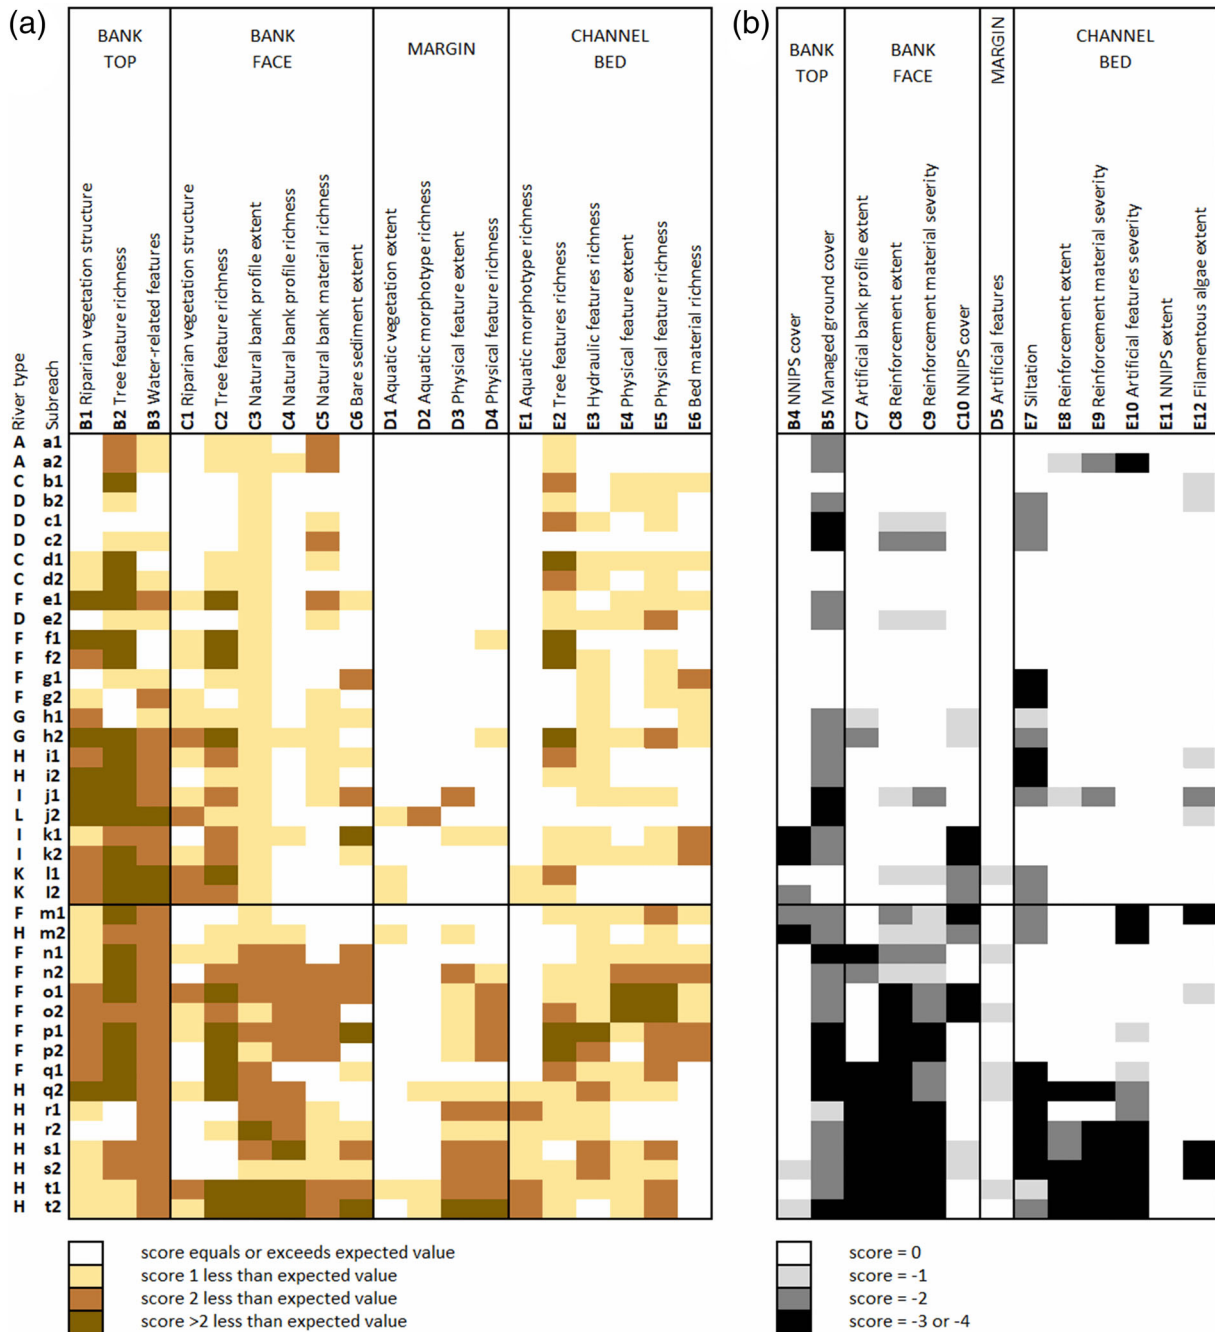 (a)
BANK TOP
BANK FACE
MARGIN
CHANNEL BED
River type
Subreach
B1 Riparian vegetation structure
B2 Tree feature richness
B3 Water-related features
C1 Riparian vegetation structure
C2 Tree feature richness
C3 Natural bank profile extent
C4 Natural bank profile richness
C5 Natural bank material richness
C6 Bare sediment extent
D1 Aquatic vegetation extent
D2 Aquatic morphotype richness
D3 Physical feature extent
D4 Physical feature richness
E1 Aquatic morphotype richness
E2 Tree features richness
E3 Hydraulic features richness
E4 Physical feature extent
E5 Physical feature richness
E6 Bed material richness
(b)
BANK TOP
BANK FACE
MARGIN
CHANNEL BED
B4 NNIPS cover
B5 Managed ground cover
C7 Artificial bank profile extent
C8 Reinforcement extent
C9 Reinforcement material severity
C10 NNIPS cover
D5 Artificial features
E7 Siltation
E8 Reinforcement extent
E9 Reinforcement material severity
E10 Artificial features severity
E11 NNIPS extent
E12 Filamentous algae extent
A a1
A a2
C b1
D b2
D c1
D c2
C d1
C d2
F e1
D e2
F f1
F f2
F g1
F g2
G h1
G h2
H i1
H i2
I j1
L j2
I k1
I k2
K l1
K l2
F m1
H m2
F n1
F n2
F o1
F o2
F p1
F p2
F q1
H q2
H r1
H r2
H s1
H s2
H t1
H t2
score equals or exceeds expected value
score 1 less than expected value
score 2 less than expected value
score >2 less than expected value
score = 0
score = -1
score = -2
score = -3 or -4